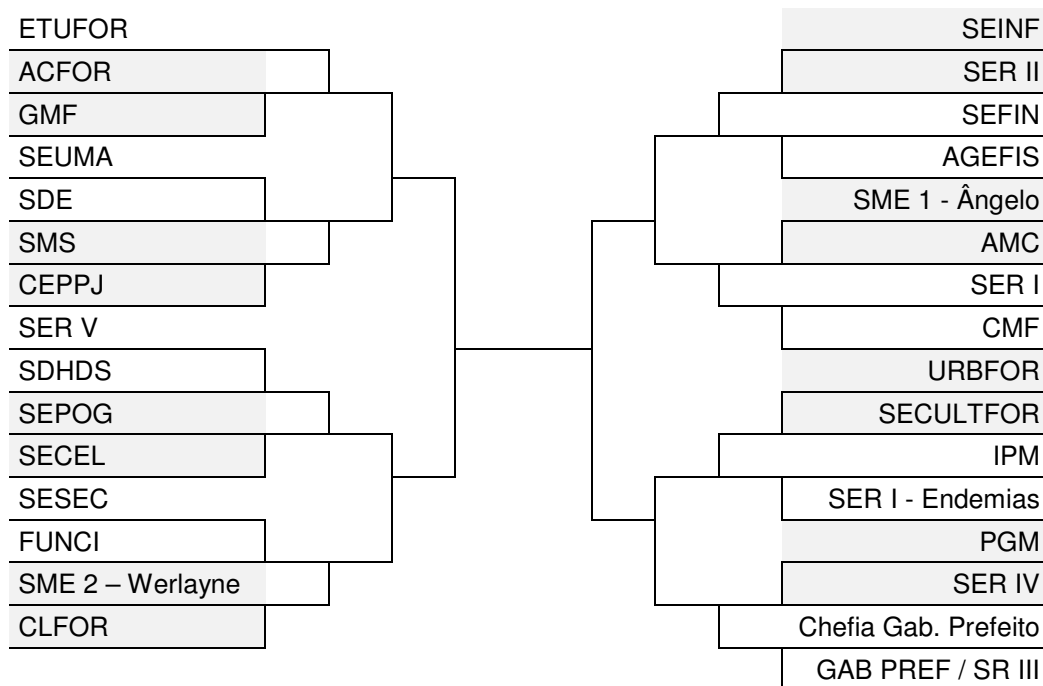 ETUFOR
ACFOR
GMF
SEUMA
SDE
SMS
CEPPJ
SER V
SDHDS
SEPOG
SECEL
SESEC
FUNCI
SME 2 – Werlayne
CLFOR
SEINF
SER II
SEFIN
AGEFIS
SME 1 - Ângelo
AMC
SER I
CMF
URBFOR
SECULTFOR
IPM
SER I - Endemias
PGM
SER IV
Chefia Gab. Prefeito
GAB PREF / SR III